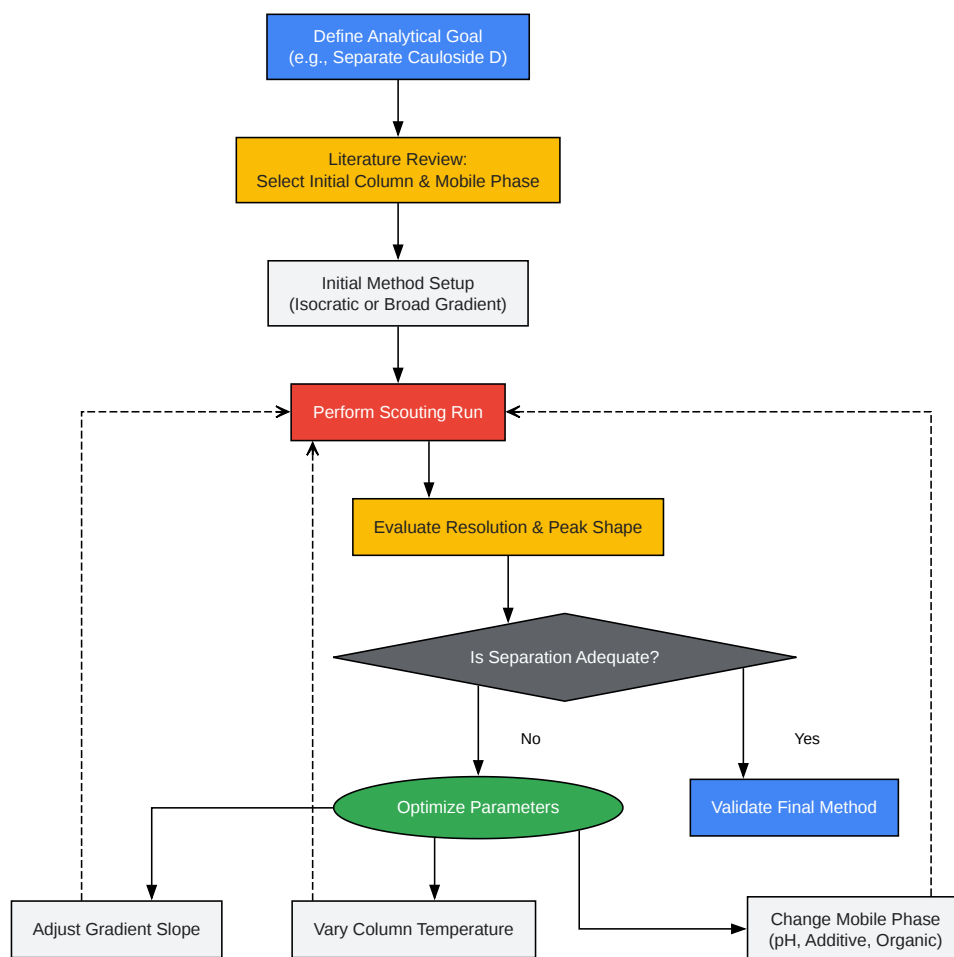 Define Analytical Goal
(e.g., Separate Cauloside D)
Literature Review:
Select Initial Column & Mobile Phase
Initial Method Setup
(Isocratic or Broad Gradient)
Perform Scouting Run
Evaluate Resolution & Peak Shape
Is Separation Adequate?
No
Yes
Optimize Parameters
Validate Final Method
Adjust Gradient Slope
Vary Column Temperature
Change Mobile Phase
(pH, Additive, Organic)